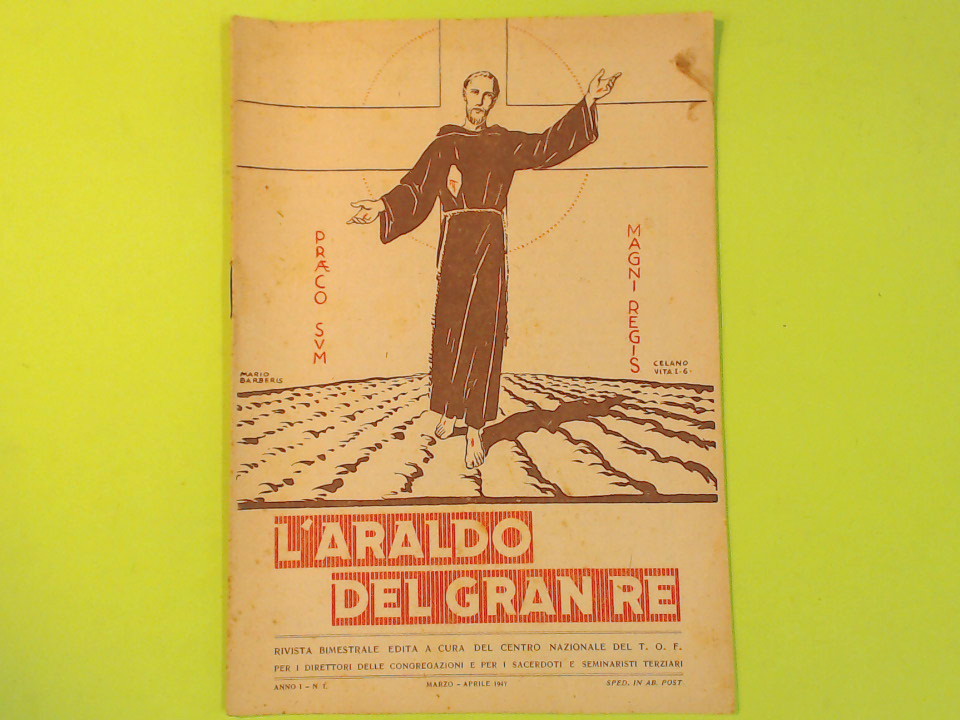 PRÆCO SVM
MAGNI REGIS
MARIO
BARBERIS
CELANO
VITA I-6-
L'ARALDO
DEL GRAN RE
RIVISTA BIMESTRALE EDITA A CURA DEL CENTRO NAZIONALE DEL T. O. F.
PER I DIRETTORI DELLE CONGREGAZIONI E PER I SACERDOTI E SEMINARISTI TERZIARI
ANNO I - N.
MARZO - APRILE 1947
SPED. IN AB. POST.